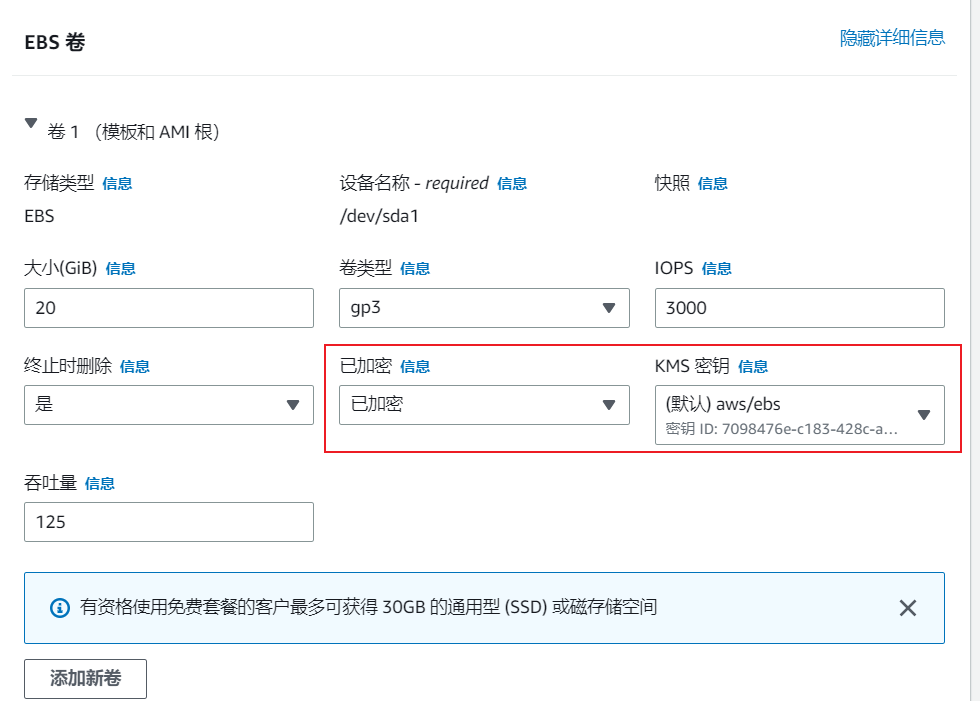 EBS 卷
隐藏详细信息
卷 1 （模板和 AMI 根）
存储类型 信息
设备名称 - required 信息
快照 信息
EBS
/dev/sda1
大小(GiB) 信息
卷类型 信息
IOPS 信息
20
gp3
3000
终止时删除 信息
已加密 信息
KMS 密钥 信息
是
已加密
(默认) aws/ebs
密钥 ID: 7098476e-c183-428c-a...
吞吐量 信息
125
有资格使用免费套餐的客户最多可获得 30GB 的通用型 (SSD) 或磁存储空间
添加新卷